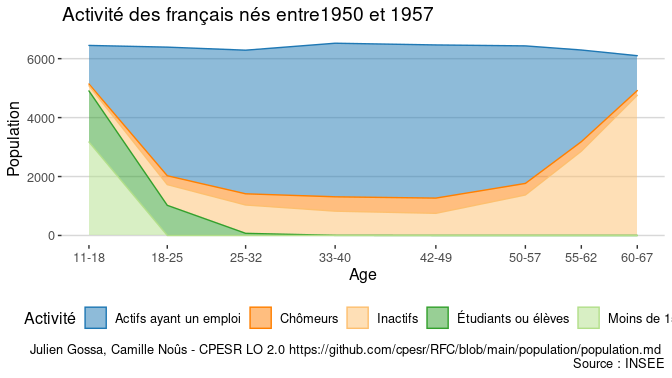 Activité des français nés entre1950 et 1957
Population
6000
4000
2000
0
11-18 18-25 25-32 33-40 42-49 50-57 55-62 60-67
Age
Activité Actifs ayant un emploi Chômeurs Inactifs Étudiants ou élèves Moins de 1
Julien Gossa, Camille Noûs - CPESR LO 2.0 https://github.com/cpesr/RFC/blob/main/population/population.md
Source : INSEE